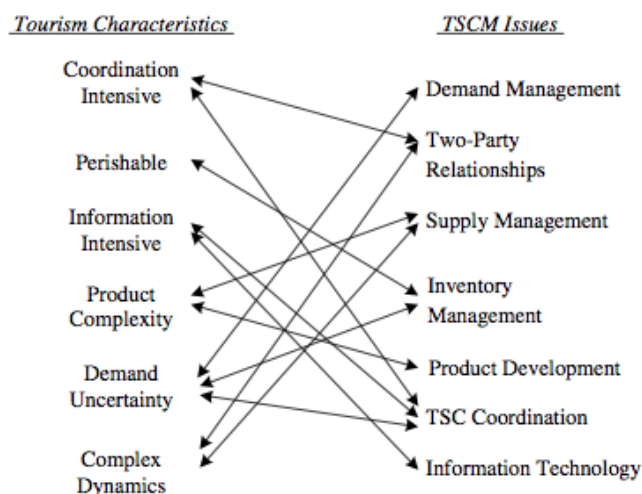 Tourism Characteristics
Coordination
Intensive
Perishable
Information
Intensive
Product
Complexity
Demand
Uncertainty
Complex
Dynamics
TSCM Issues
Demand Management
Two-Party
Relationships
Supply Management
Inventory
Management
Product Development
TSC Coordination
Information Technology